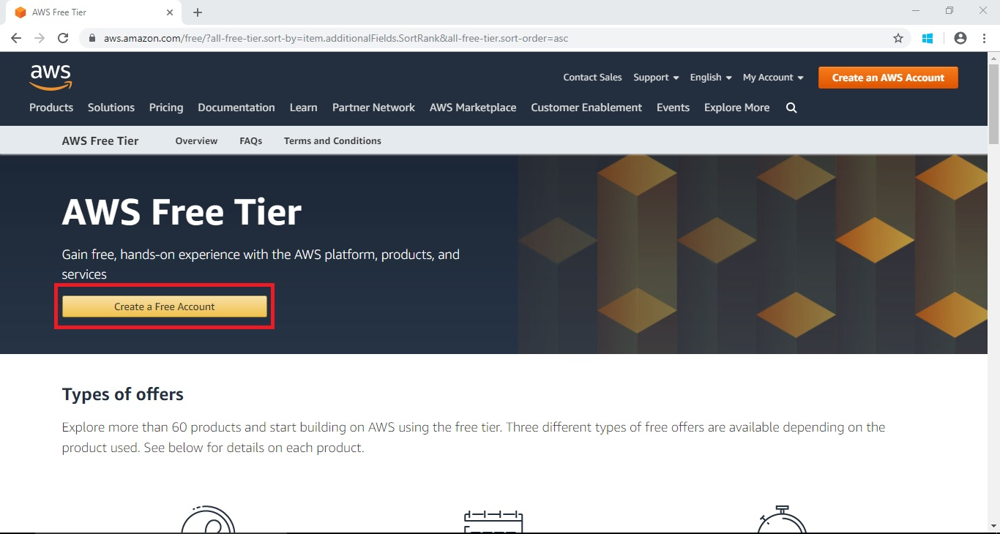 AWS Free Tier
aws.amazon.com/free/?all-free-tier.sort-by=item.additionalFields.SortRank&all-free-tier.sort-order=asc
aws
Contact Sales Support English My Account Create an AWS Account
Products Solutions Pricing Documentation Learn Partner Network AWS Marketplace Customer Enablement Events Explore More
AWS Free Tier Overview FAQs Terms and Conditions
AWS Free Tier
Gain free, hands-on experience with the AWS platform, products, and
services
Create a Free Account
Types of offers
Explore more than 60 products and start building on AWS using the free tier. Three different types of free offers are available depending on the
product used. See below for details on each product.